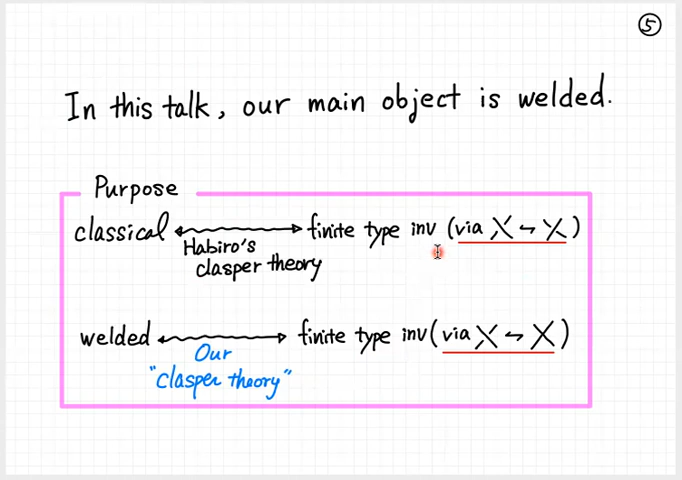 ⑤
In this talk, our main object is welded.
Purpose
classical ↔ finite type inv (via X ↔ X)
Habiro's
clasper theory
welded ↔ finite type inv (via X ↔ X)
Our
"clasper theory"